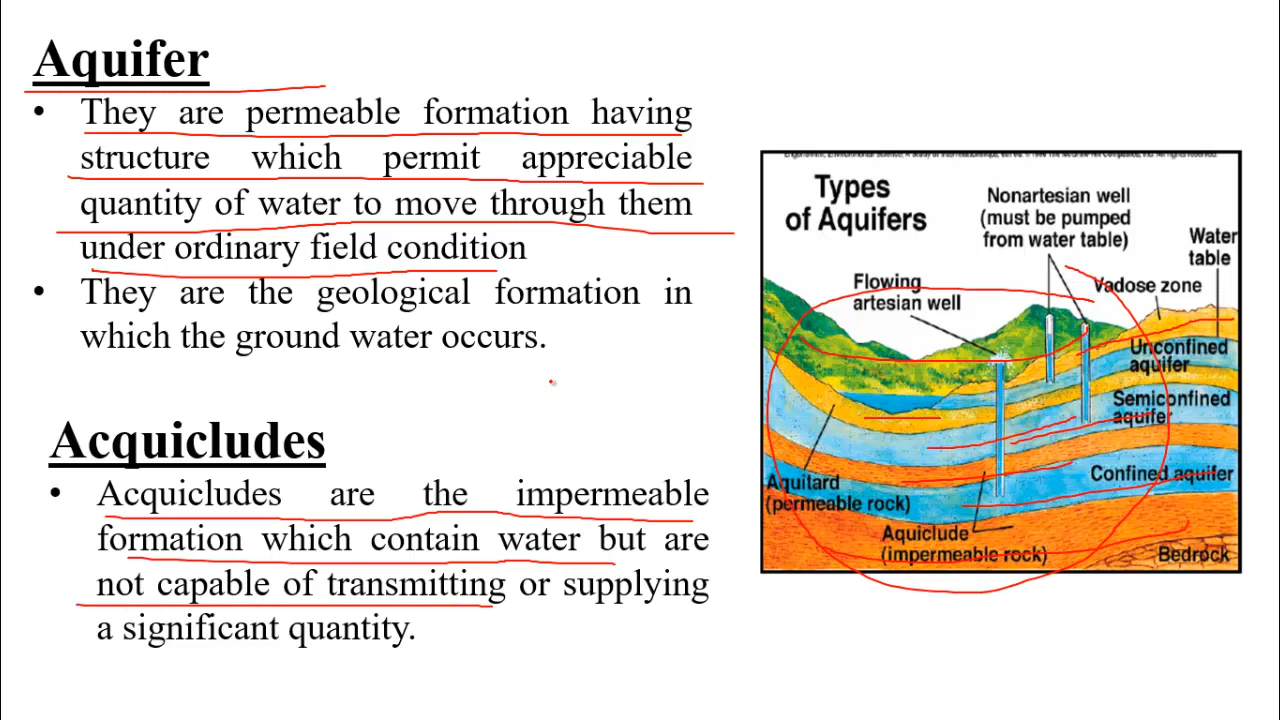 Aquifer
• They are permeable formation having
structure which permit appreciable
quantity of water to move through them
under ordinary field condition
• They are the geological formation in
which the ground water occurs.
Acquicludes
• Acquicludes are the impermeable
formation which contain water but are
not capable of transmitting or supplying
a significant quantity.
Types
of Aquifers
Nonartesian well
(must be pumped
from water table)
Water
table
Flowing
artesian well
Vadose zone
Unconfined
aquifer
Semiconfined
aquifer
Confined aquifer
Aquitard
(permeable rock)
Aquiclude
(impermeable rock)
Bedrock